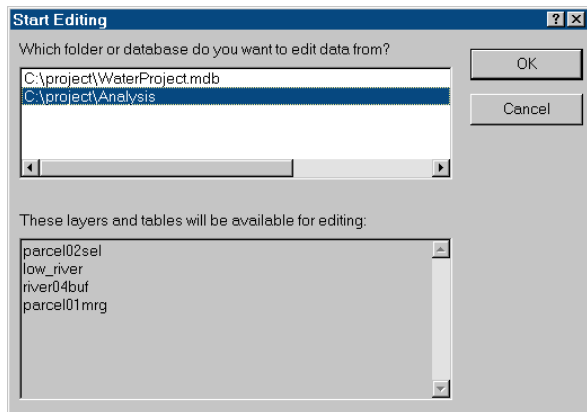 Start Editing
Which folder or database do you want to edit data from?
OK
C:\project\WaterProject.mdb
C:\project\Analysis
Cancel
These layers and tables will be available for editing:
parcel02sel
low_river
river04buf
parcel01mrg